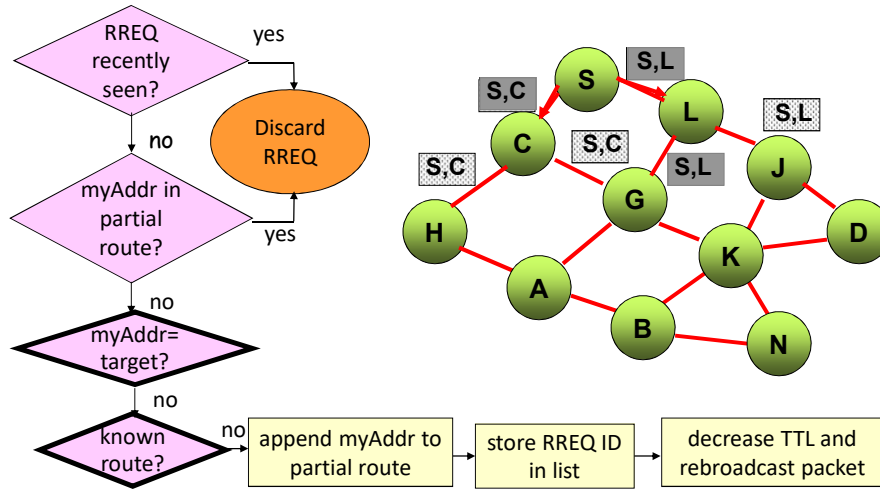 RREQ
recently
seen?
yes
no
Discard
RREQ
myAddr in
partial
route?
yes
no
myAddr=
target?
no
known
route?
no
append myAddr to
partial route
store RREQ ID
in list
decrease TTL and
rebroadcast packet
S
S,L
S,C
L
C
S,L
S,C
S,C
S,L
J
G
H
D
K
A
B
N